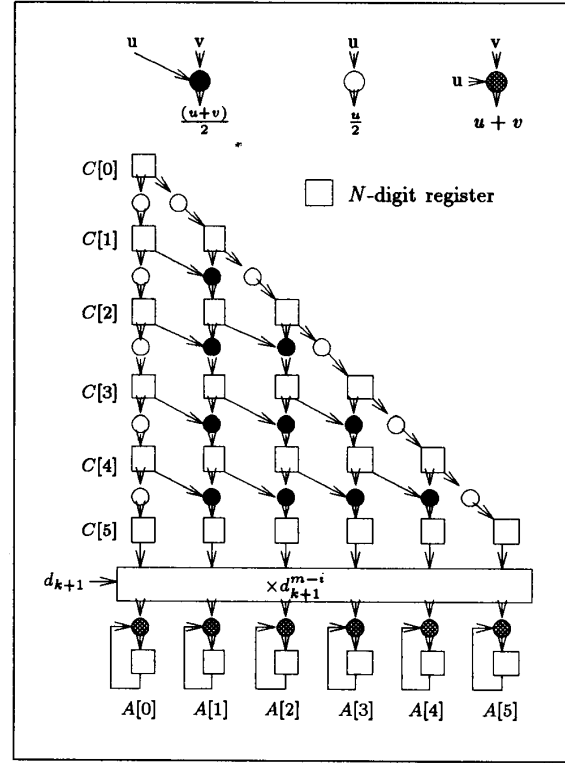 u v u v
u
(u+v)/2 u/2 u + v
C[0]
N-digit register
C[1]
C[2]
C[3]
C[4]
C[5]
d_{k+1} ×d_{k+1}^{m-i}
A[0] A[1] A[2] A[3] A[4] A[5]